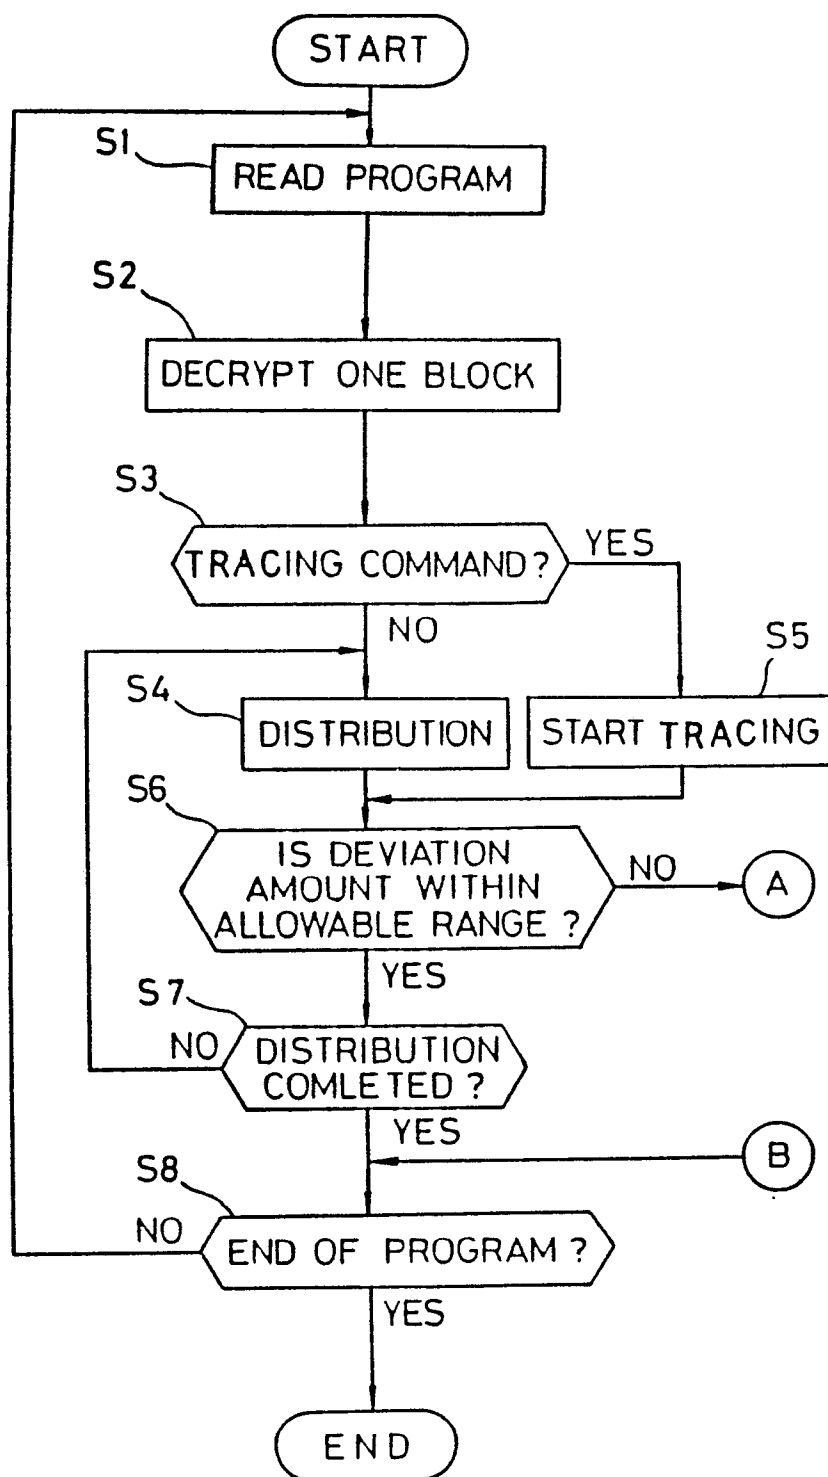 START
S1
READ PROGRAM
S2
DECRYPT ONE BLOCK
S3
TRACING COMMAND?
YES
NO
S4
DISTRIBUTION
S5
START TRACING
S6
IS DEVIATION
AMOUNT WITHIN
ALLOWABLE RANGE ?
NO
A
YES
S7
NO
DISTRIBUTION
COMLETED ?
YES
B
S8
NO
END OF PROGRAM ?
YES
END